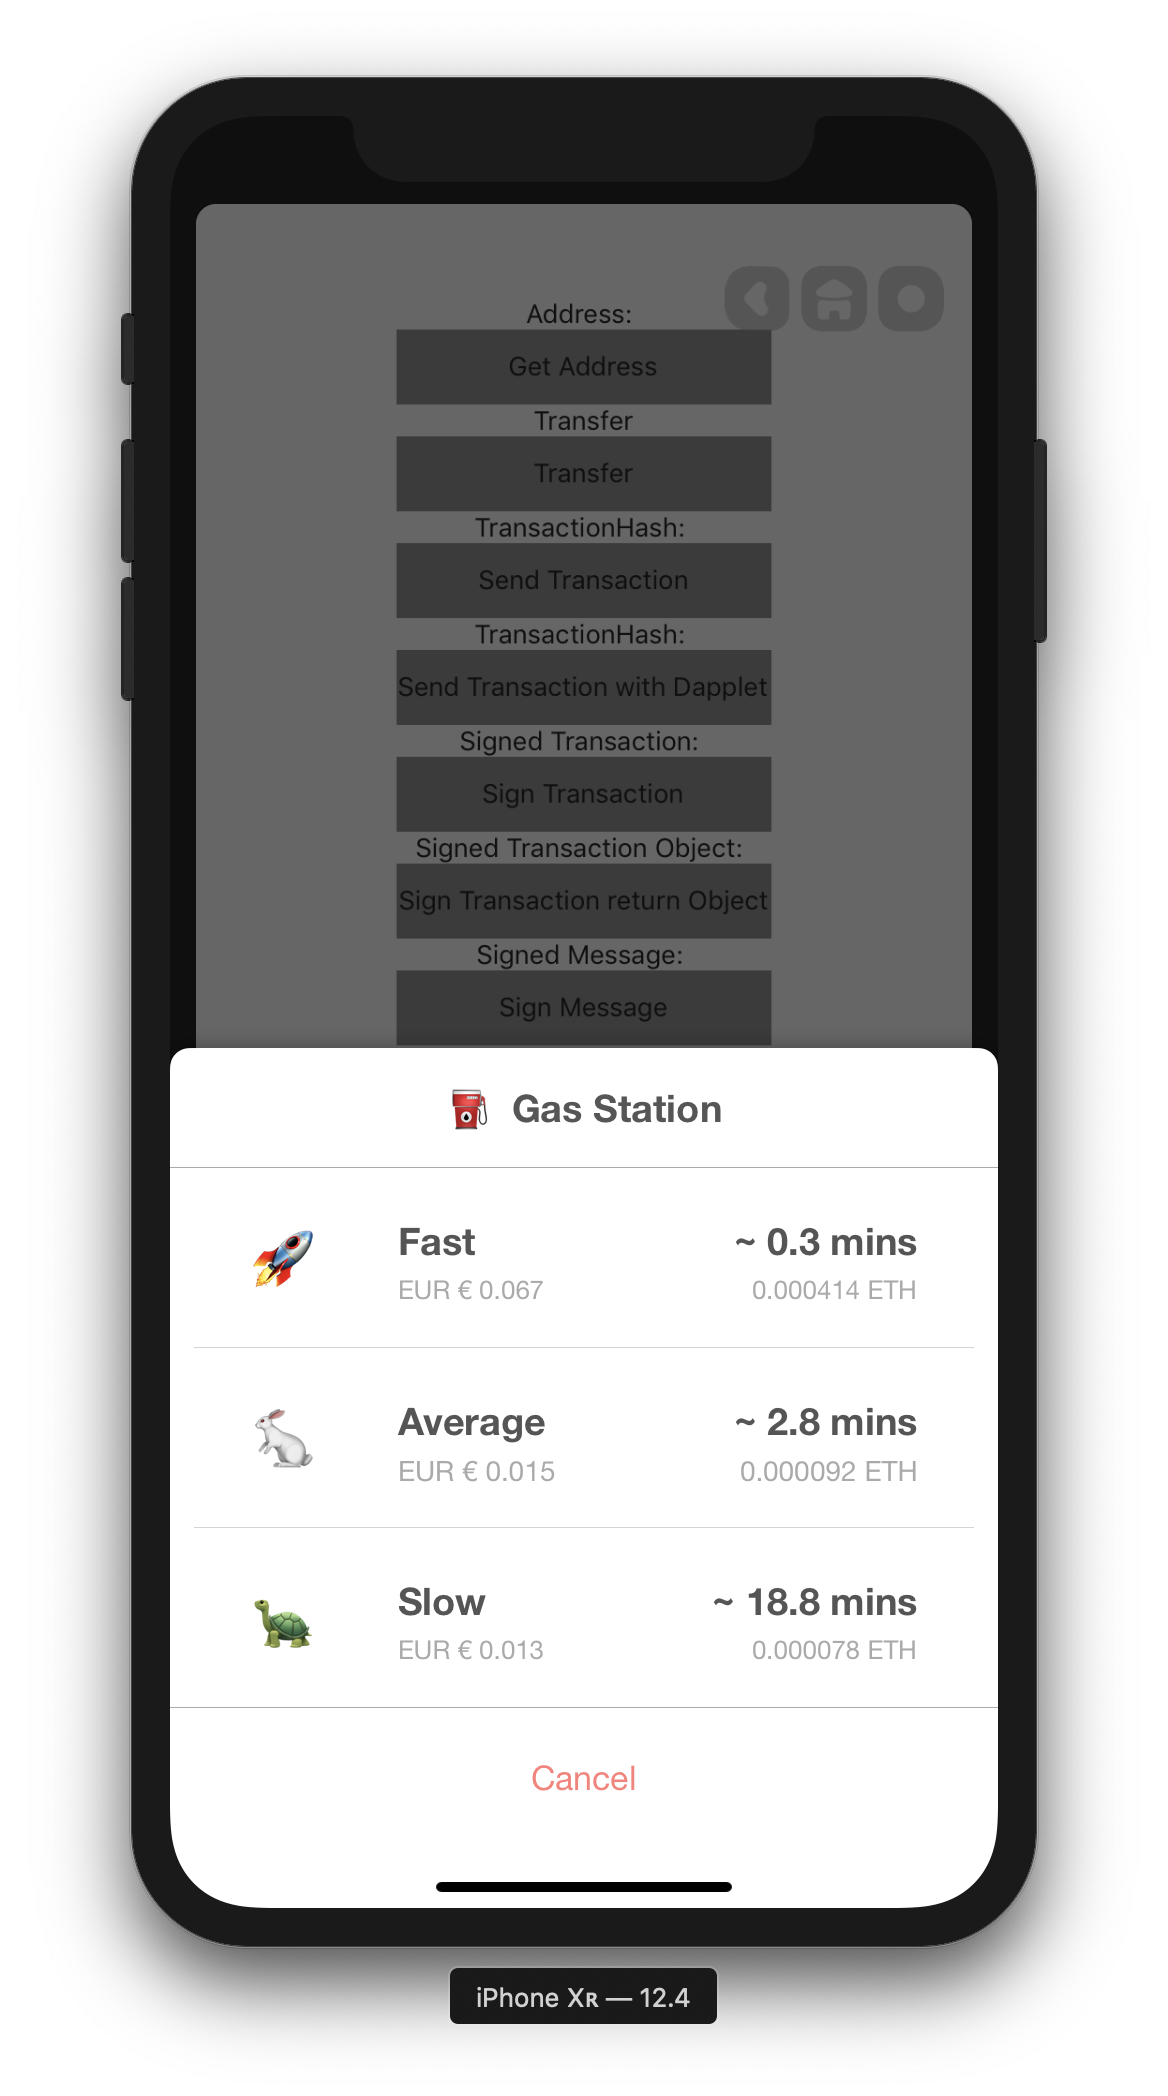 Address:
Get Address
Transfer
Transfer
TransactionHash:
Send Transaction
TransactionHash:
Send Transaction with Dapplet
Signed Transaction:
Sign Transaction
Signed Transaction Object:
Sign Transaction return Object
Signed Message:
Sign Message
Gas Station
Fast ~ 0.3 mins
EUR € 0.067 0.000414 ETH
Average ~ 2.8 mins
EUR € 0.015 0.000092 ETH
Slow ~ 18.8 mins
EUR € 0.013 0.000078 ETH
Cancel
iPhone Xʀ — 12.4